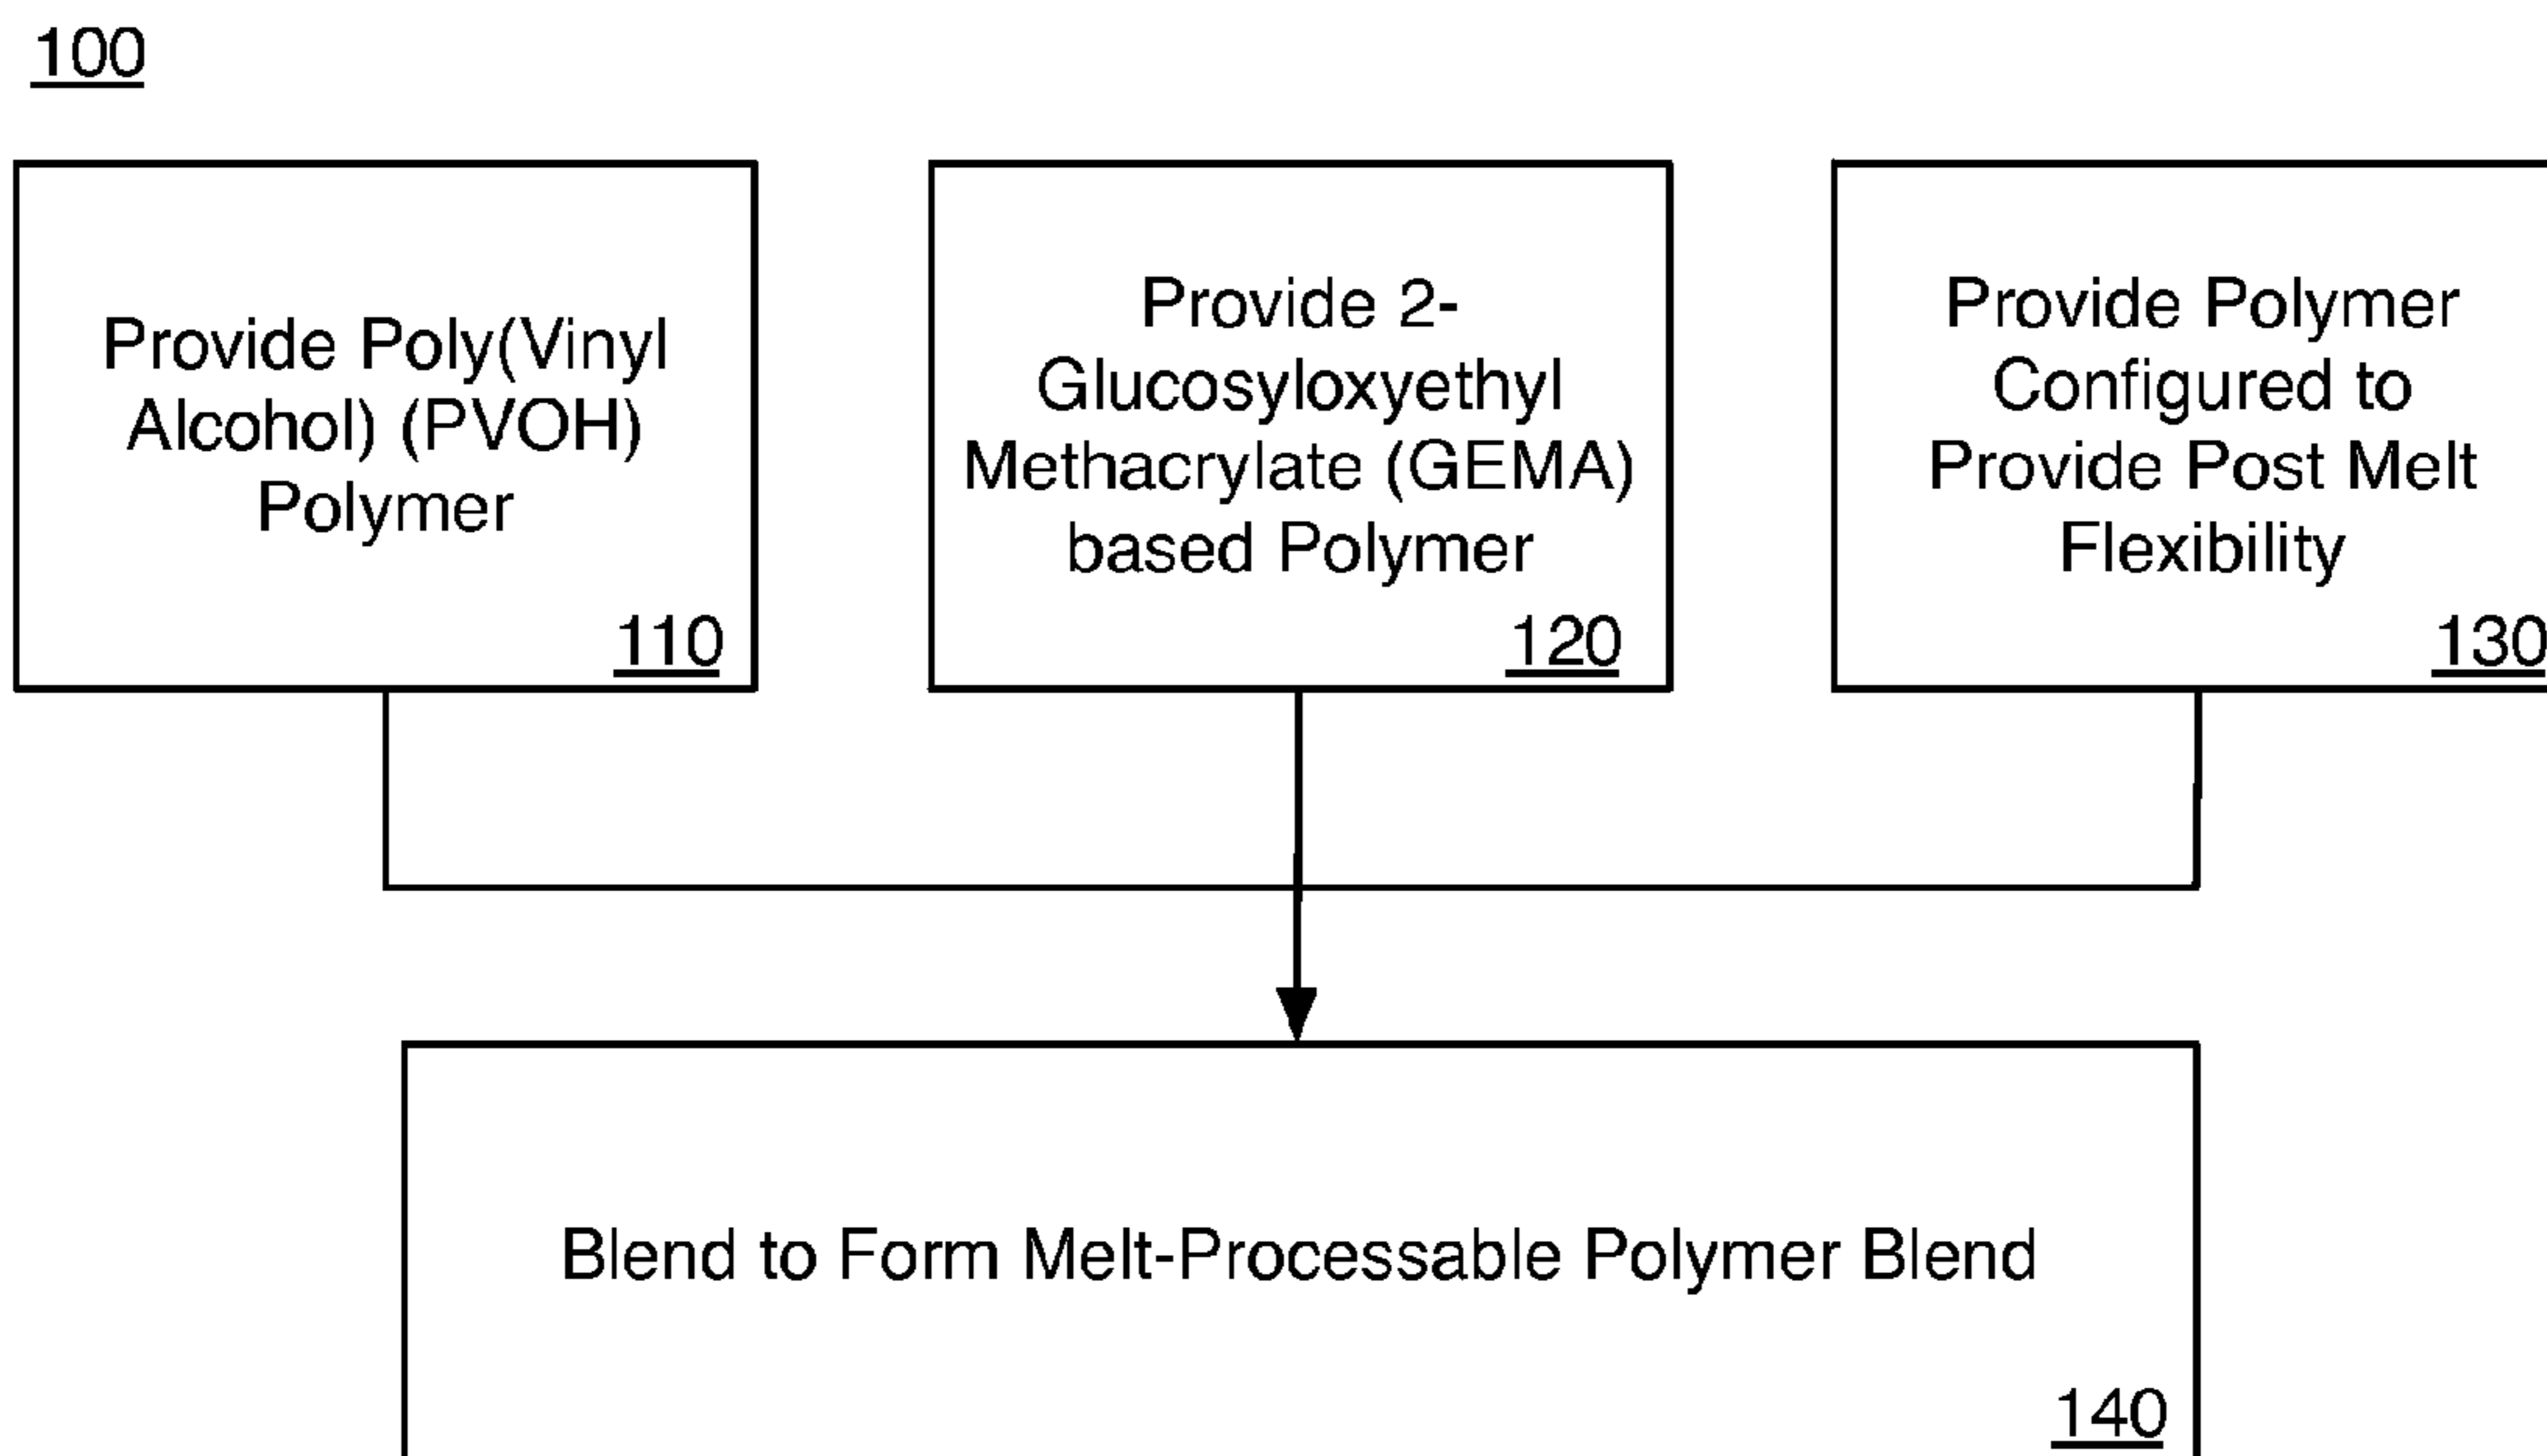 100
Provide Poly(Vinyl
Alcohol) (PVOH)
Polymer
110
Provide 2-
Glucosyloxyethyl
Methacrylate (GEMA)
based Polymer
120
Provide Polymer
Configured to
Provide Post Melt
Flexibility
130
Blend to Form Melt-Processable Polymer Blend
140